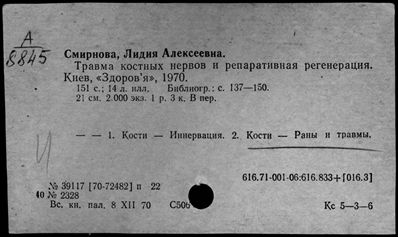 А
8845
Смирнова, Лидия Алексеевна.
Травма костных нервов и репаративная регенерация.
Киев, «Здоров'я», 1970.
151 с.; 14 л. илл. Библиогр.: с. 137—150.
21 см. 2.000 экз. 1 р. 3 к. В пер.
— — 1. Кости — Иннервация. 2. Кости — Раны и травмы.
616.71-001-06:616.833+[016.3]
№ 39117 [70-72482] п 22
40 № 2328
Вс. кн. пал. 8 XII 70 С506 Кс 5—3—6